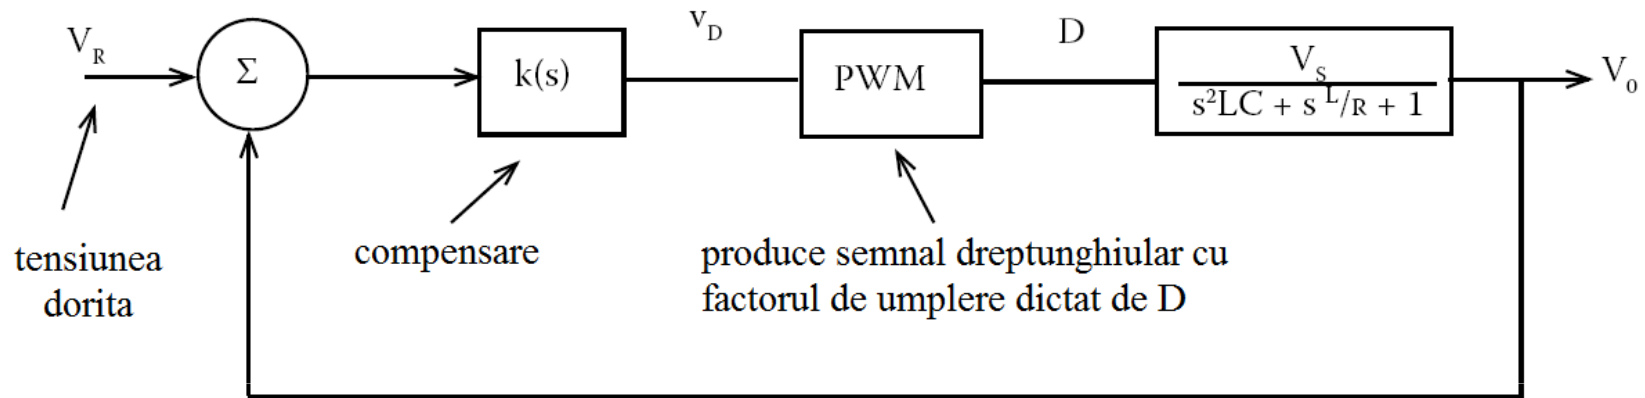 V_R
Σ
k(s)
v_D
PWM
D
V_S
s²LC + s L/R + 1
V_o
tensiunea
dorita
compensare
produce semnal dreptunghiular cu
factorul de umplere dictat de D